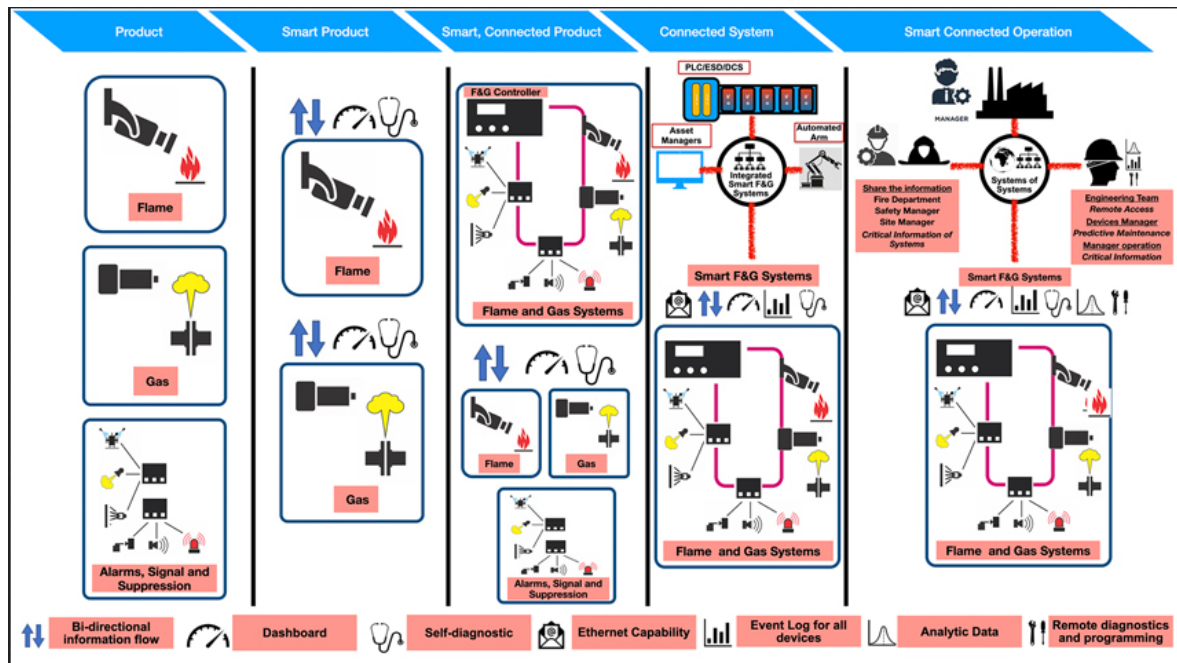 Product
Smart Product
Smart, Connected Product
Connected System
Smart Connected Operation
Flame
Gas
Alarms, Signal and
Suppression
Flame
Gas
F&G Controller
Flame and Gas Systems
Flame
Gas
Alarms, Signal and
Suppression
PLC/ESD/DCS
Asset
Managers
Automated
Arm
Integrated
Smart F&G
Systems
Smart F&G Systems
Flame and Gas Systems
MANAGER
Systems of
Systems
Share the information
Fire Department
Safety Manager
Site Manager
Critical Information of
Systems
Engineering Team
Remote Access
Devices Manager
Predictive Maintenance
Manager operation
Critical Information
Smart F&G Systems
Flame and Gas Systems
Bi-directional
information flow
Dashboard
Self-diagnostic
Ethernet Capability
Event Log for all
devices
Analytic Data
Remote diagnostics
and programming